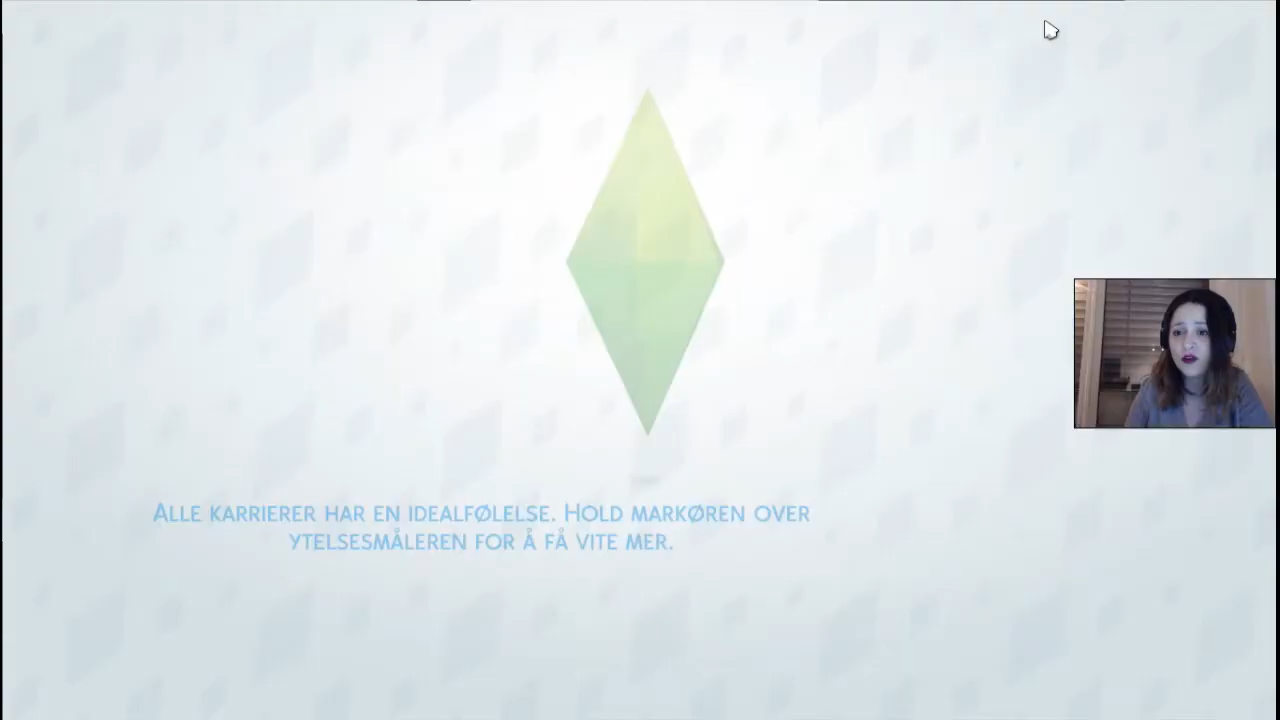 Alle karrierer har en idealfølelse. Hold markøren over
ytelsesmåleren for å få vite mer.